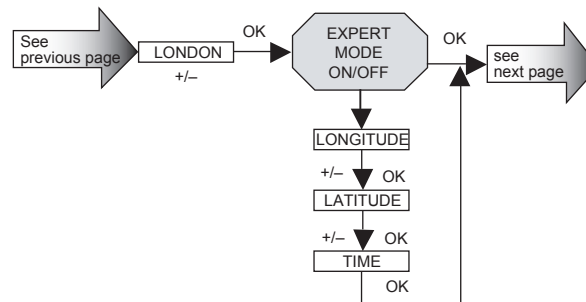 See
previous page
LONDON
+/–
OK
EXPERT
MODE
ON/OFF
OK
see
next page
LONGITUDE
+/– OK
LATITUDE
+/– OK
TIME
OK